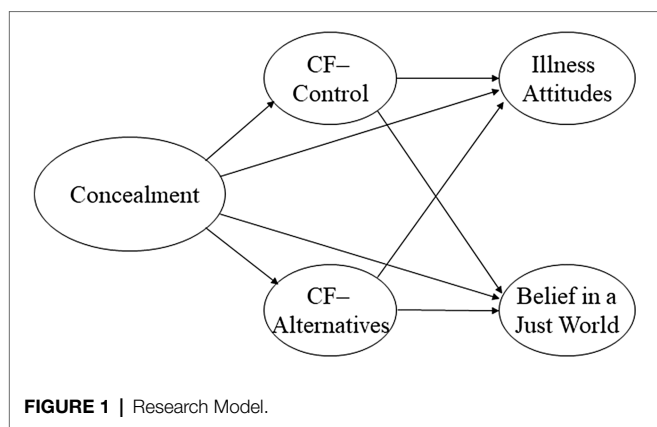 CF–
Control
Illness
Attitudes
Concealment
CF–
Alternatives
Belief in a
Just World
FIGURE 1 | Research Model.